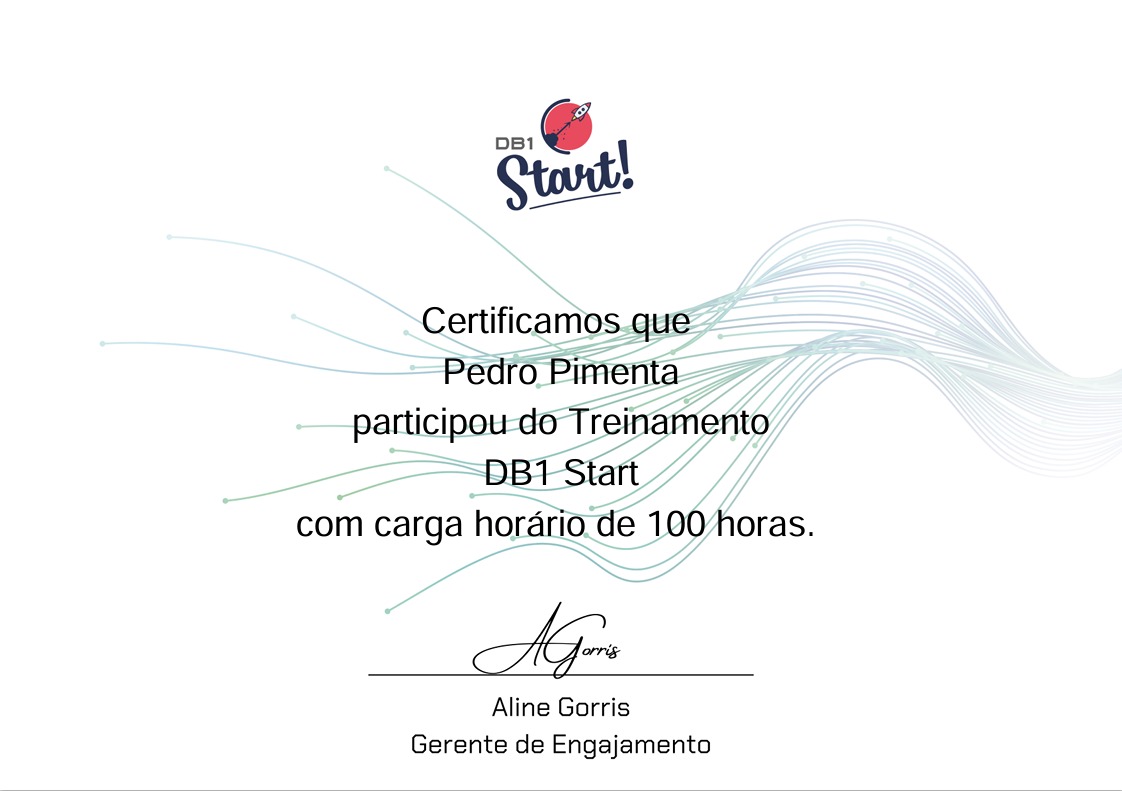 DB1
Start!
Certificamos que
Pedro Pimenta
participou do Treinamento
DB1 Start
com carga horário de 100 horas.
AGorris
Aline Gorris
Gerente de Engajamento